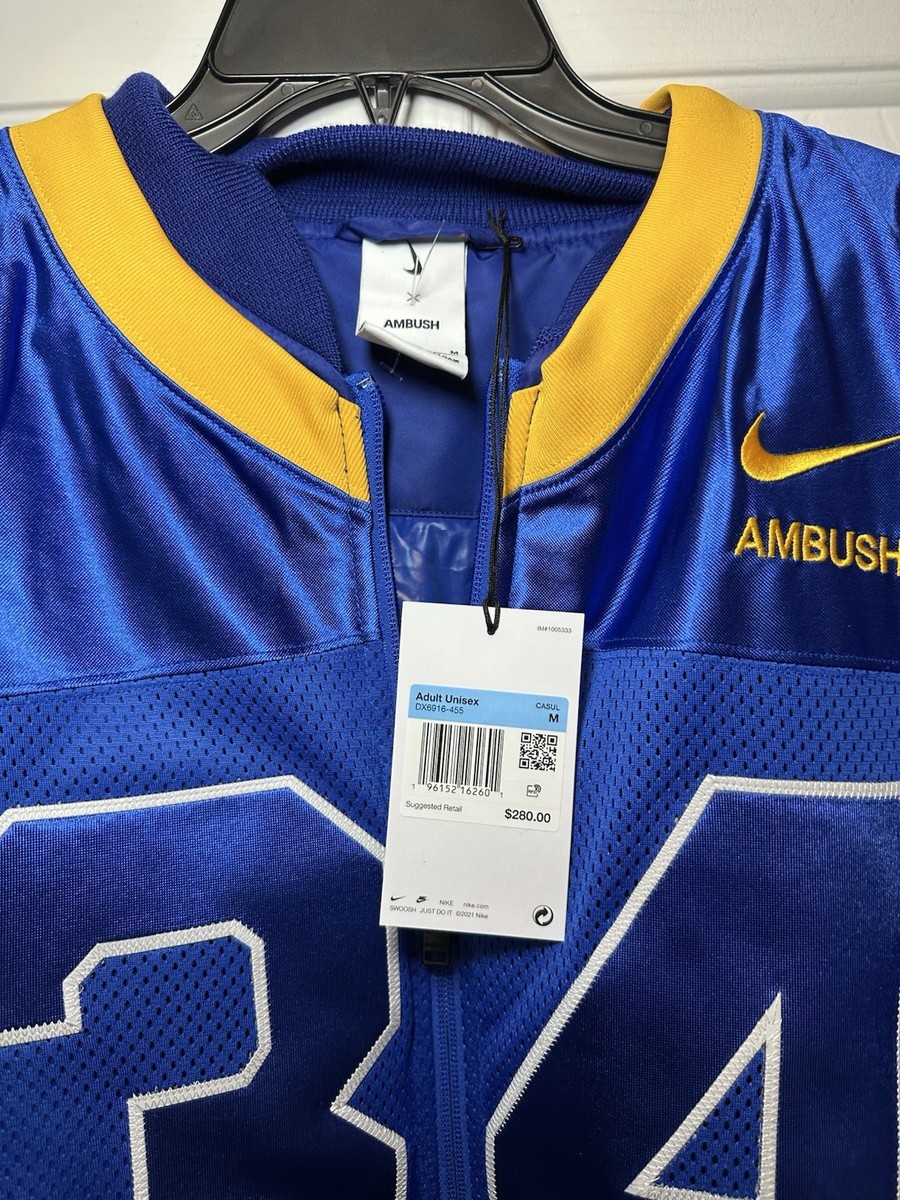 AMBUSH
M
AMBUSH
IM#1005333
Adult Unisex
DX6916-455
CASUL
M
1 96152 16260 1
Suggested Retail
$280.00
NIKE nike.com
SWOOSH JUST DO IT ©2021 Nike
34